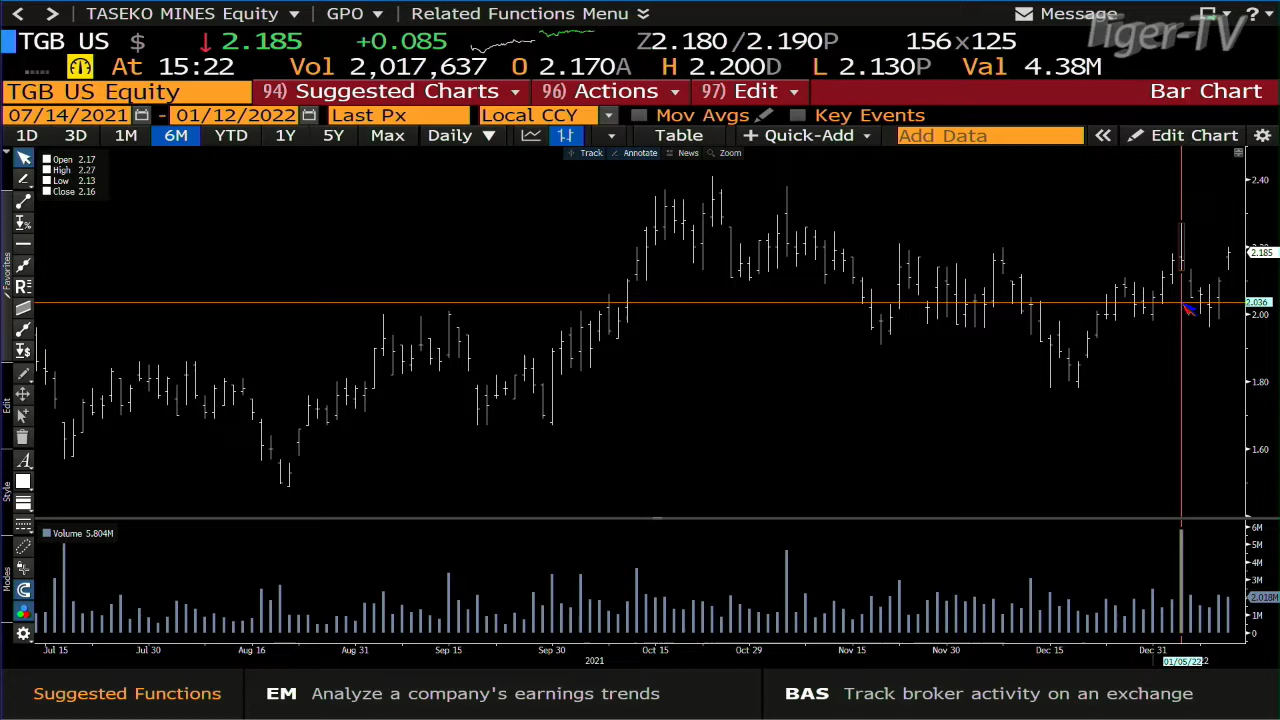 TASEKO MINES Equity GPO Related Functions Menu Message ?
Tiger-TV
TGB US $ 2.185 +0.085 Z2.180/2.190P 156x125
At 15:22 Vol 2,017,637 O 2.170A H 2.200D L 2.130P Val 4.38M
TGB US Equity 94) Suggested Charts 96) Actions 97) Edit Bar Chart
07/14/2021 - 01/12/2022 Last Px Local CCY Mov Avgs Key Events
1D 3D 1M 6M YTD 1Y 5Y Max Daily Table + Quick-Add Add Data Edit Chart
Track Annotate News Zoom
Open 2.17
High 2.27
Low 2.13
Close 2.16
2.40
2.185
2.036
2.00
1.80
1.60
Favorites
Edit
Style
Modes
Volume 5.804M
6M
5M
4M
3M
2.018M
1M
0
Jul 15 Jul 30 Aug 16 Aug 31 Sep 15 Sep 30 Oct 15 Oct 29 Nov 15 Nov 30 Dec 15 Dec 31
2021 01/05/22
Suggested Functions EM Analyze a company's earnings trends BAS Track broker activity on an exchange